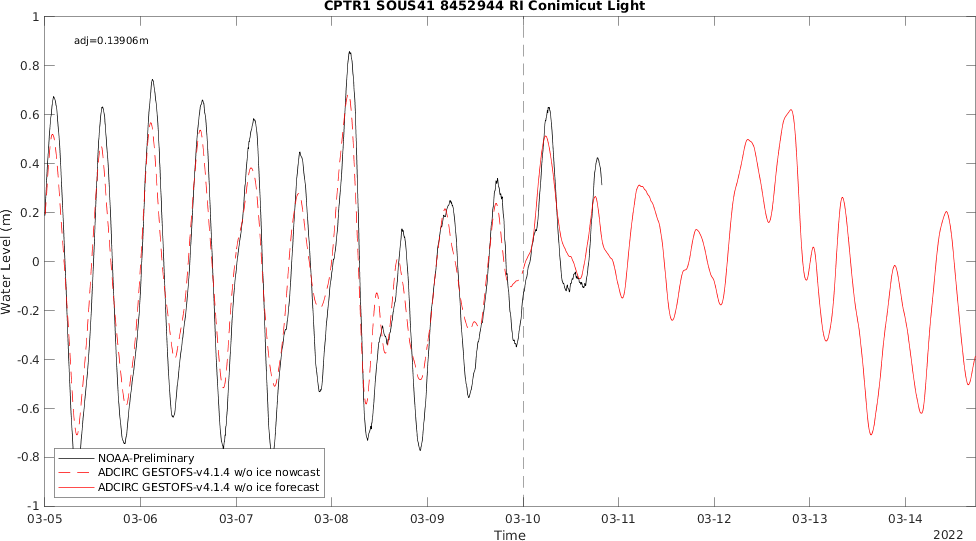 CPTR1 SOUS41 8452944 RI Conimicut Light
adj=0.13906m
1
0.8
0.6
0.4
0.2
0
-0.2
-0.4
-0.6
-0.8
-1
Water Level (m)
NOAA-Preliminary
ADCIRC GESTOFS-v4.1.4 w/o ice nowcast
ADCIRC GESTOFS-v4.1.4 w/o ice forecast
03-05 03-06 03-07 03-08 03-09 03-10 03-11 03-12 03-13 03-14
Time
2022